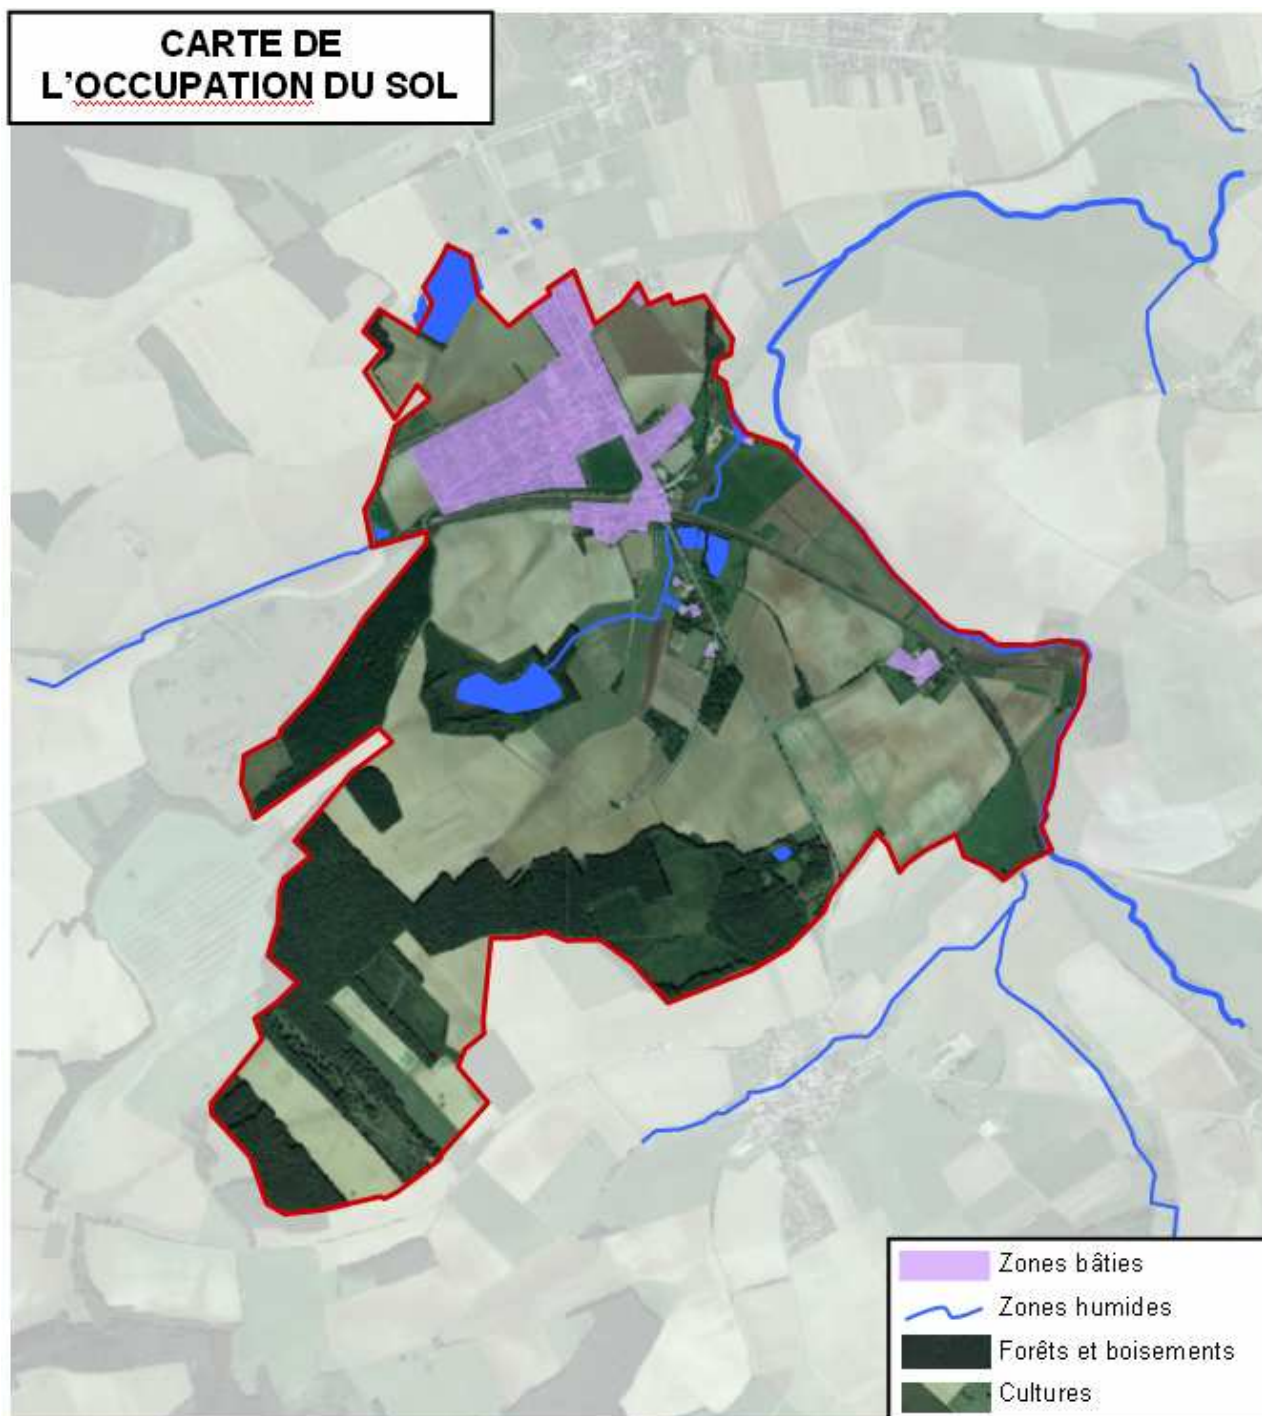 CARTE DE
L'OCCUPATION DU SOL
Zones bâties
Zones humides
Forêts et boisements
Cultures